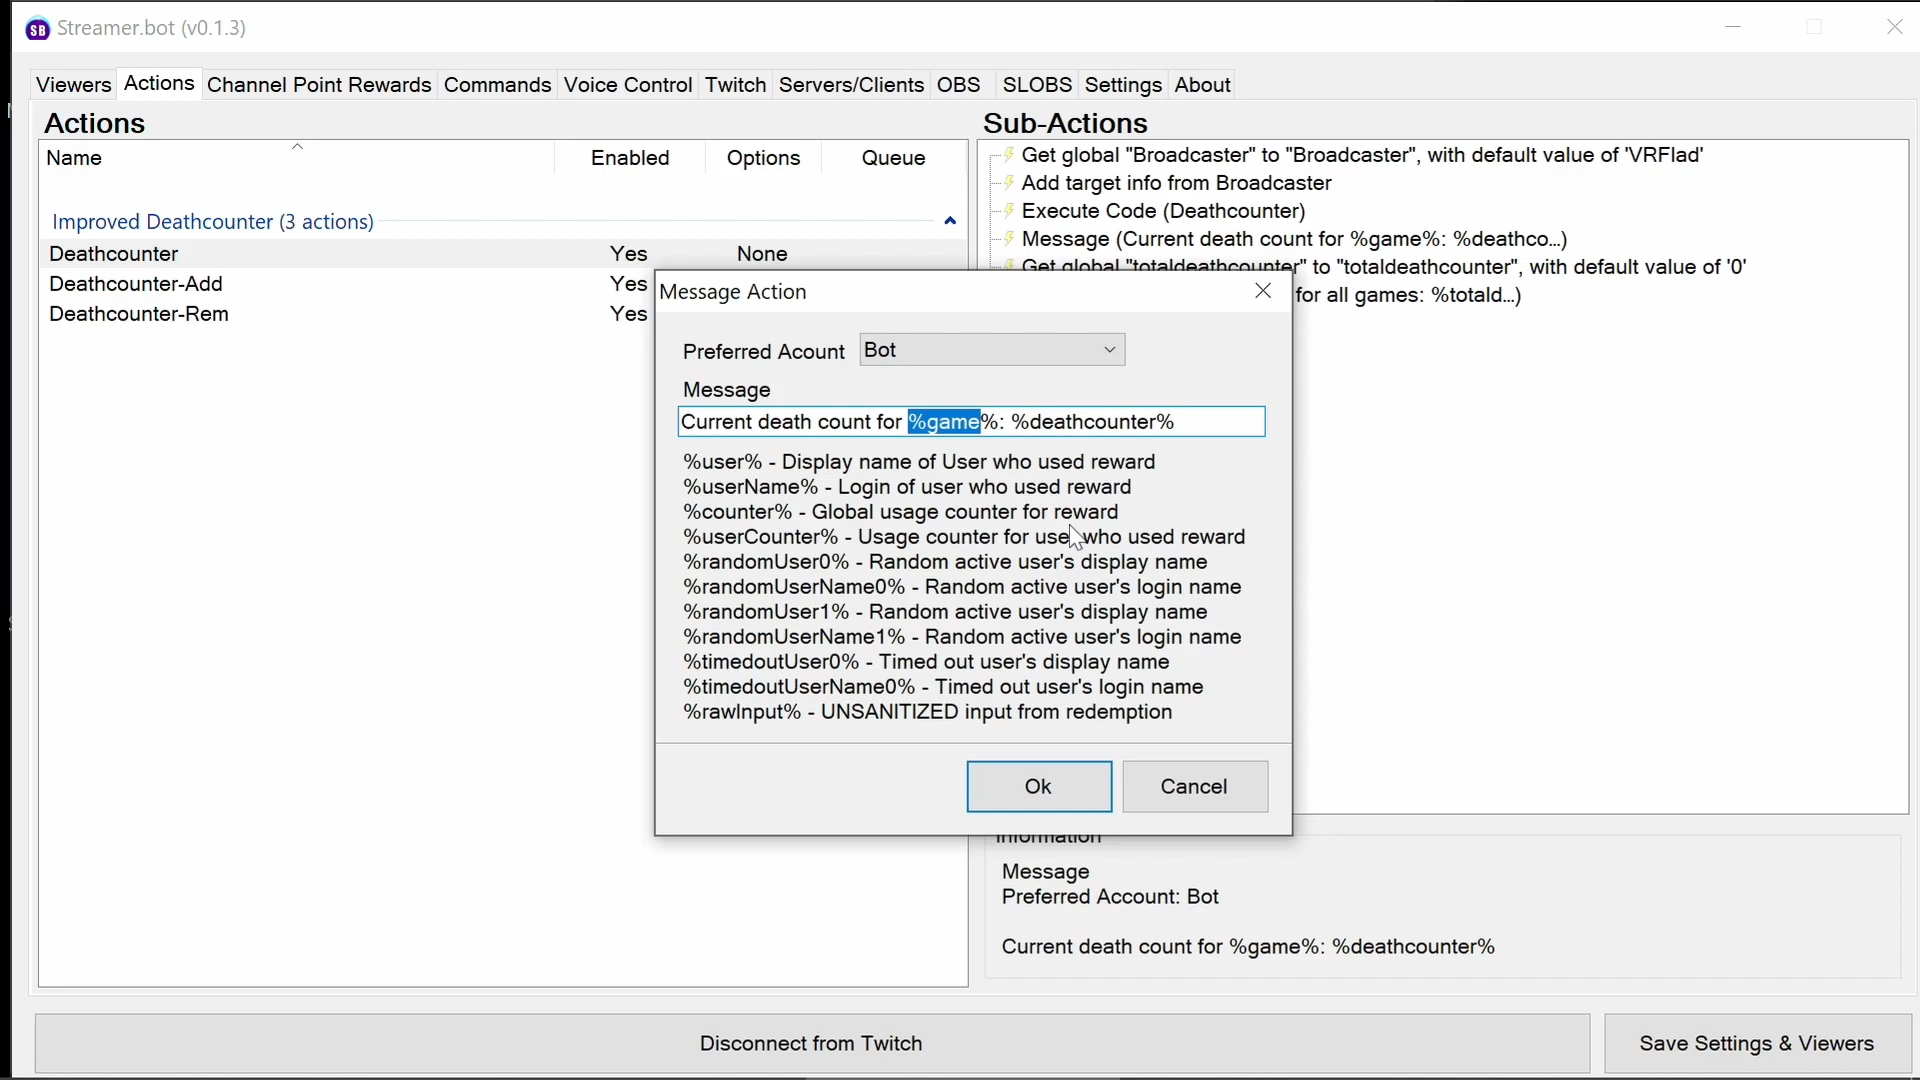 SB Streamer.bot (v0.1.3)
Viewers Actions Channel Point Rewards Commands Voice Control Twitch Servers/Clients OBS SLOBS Settings About
Actions
Name Enabled Options Queue
Improved Deathcounter (3 actions)
Deathcounter Yes None
Deathcounter-Add Yes
Deathcounter-Rem Yes
Sub-Actions
Get global "Broadcaster" to "Broadcaster", with default value of 'VRFlad'
Add target info from Broadcaster
Execute Code (Deathcounter)
Message (Current death count for %game%: %deathco...)
Get global "totaldeathcounter" to "totaldeathcounter", with default value of '0'
for all games: %totald...)
Message Action
Preferred Acount Bot
Message
Current death count for %game%: %deathcounter%
%user% - Display name of User who used reward
%userName% - Login of user who used reward
%counter% - Global usage counter for reward
%userCounter% - Usage counter for use who used reward
%randomUser0% - Random active user's display name
%randomUserName0% - Random active user's login name
%randomUser1% - Random active user's display name
%randomUserName1% - Random active user's login name
%timedoutUser0% - Timed out user's display name
%timedoutUserName0% - Timed out user's login name
%rawInput% - UNSANITIZED input from redemption
Ok Cancel
Information
Message
Preferred Account: Bot
Current death count for %game%: %deathcounter%
Disconnect from Twitch Save Settings & Viewers